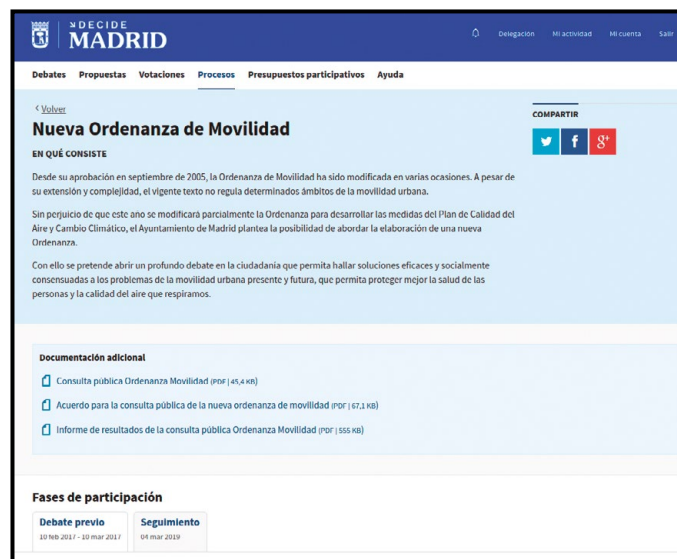 DECIDE
MADRID
Delegación Mi actividad Mi cuenta Salir
Debates Propuestas Votaciones Procesos Presupuestos participativos Ayuda
Volver
Nueva Ordenanza de Movilidad
EN QUÉ CONSISTE
Desde su aprobación en septiembre de 2005, la Ordenanza de Movilidad ha sido modificada en varias ocasiones. A pesar de
su extensión y complejidad, el vigente texto no regula determinados ámbitos de la movilidad urbana.
Sin perjuicio de que este año se modificará parcialmente la Ordenanza para desarrollar las medidas del Plan de Calidad del
Aire y Cambio Climático, el Ayuntamiento de Madrid plantea la posibilidad de abordar la elaboración de una nueva
Ordenanza.
Con ello se pretende abrir un profundo debate en la ciudadanía que permita hallar soluciones eficaces y socialmente
consensuadas a los problemas de la movilidad urbana presente y futura, que permita proteger mejor la salud de las
personas y la calidad del aire que respiramos.
COMPARTIR
Documentación adicional
Consulta pública Ordenanza Movilidad (PDF | 45,4 KB)
Acuerdo para la consulta pública de la nueva ordenanza de movilidad (PDF | 67,1 KB)
Informe de resultados de la consulta pública Ordenanza Movilidad (PDF | 555 KB)
Fases de participación
Debate previo
10 feb 2017 - 10 mar 2017
Seguimiento
04 mar 2019